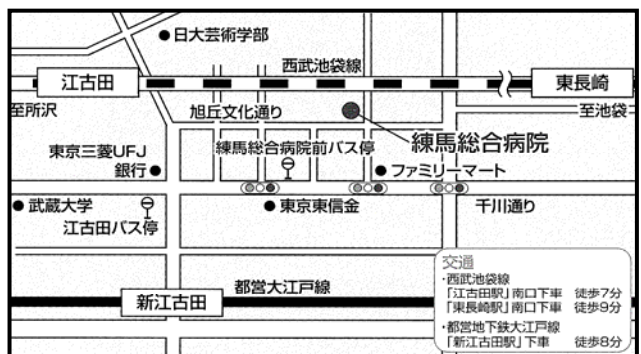 日大芸術学部
西武池袋線
江古田
東長崎
至所沢
旭丘文化通り
至池袋
練馬総合病院
東京三菱UFJ
銀行
練馬総合病院前バス停
ファミリーマート
武蔵大学
江古田バス停
東京東信金
千川通り
都営大江戸線
新江古田
交通
・西武池袋線
「江古田駅」南口下車 徒歩7分
「東長崎駅」南口下車 徒歩9分
・都営地下鉄大江戸線
「新江古田駅」下車 徒歩8分